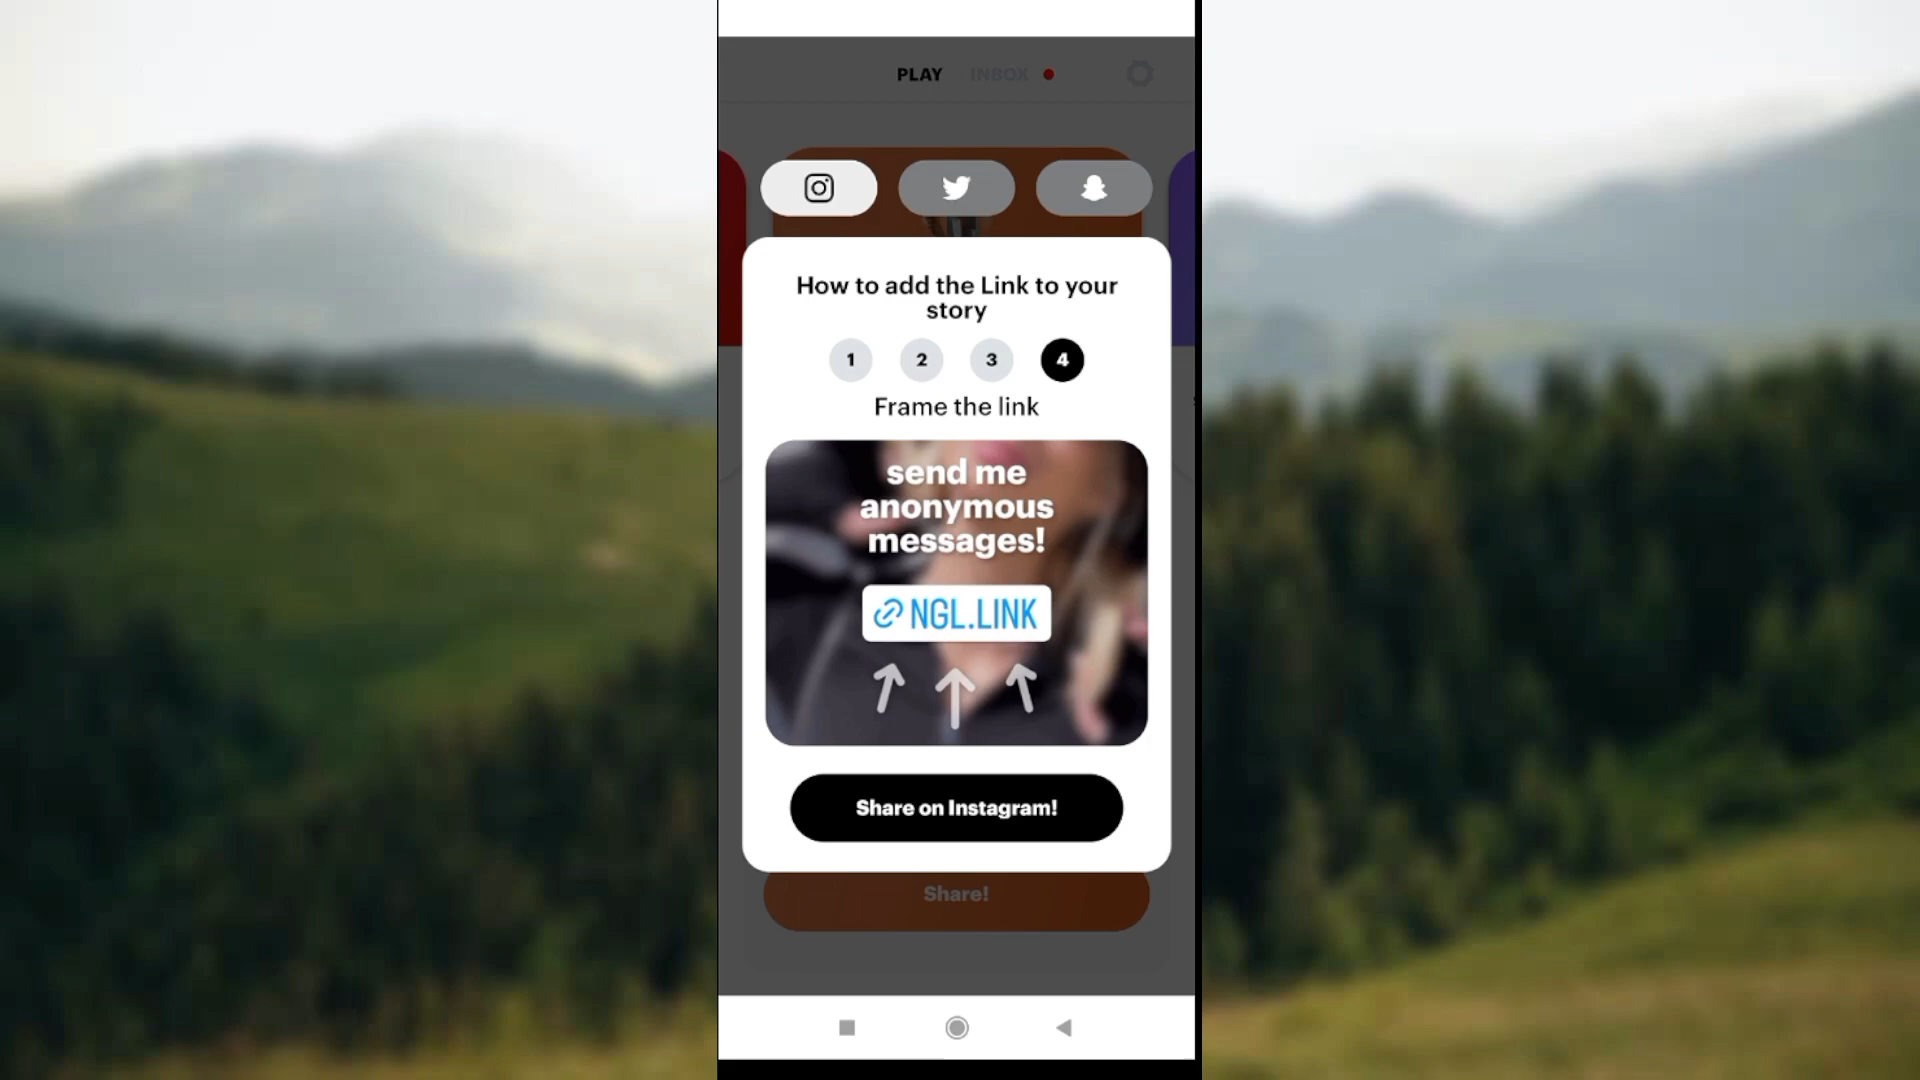 PLAY INBOX
How to add the Link to your
story
1 2 3 4
Frame the link
send me
anonymous
messages!
NGL.LINK
Share on Instagram!
Share!